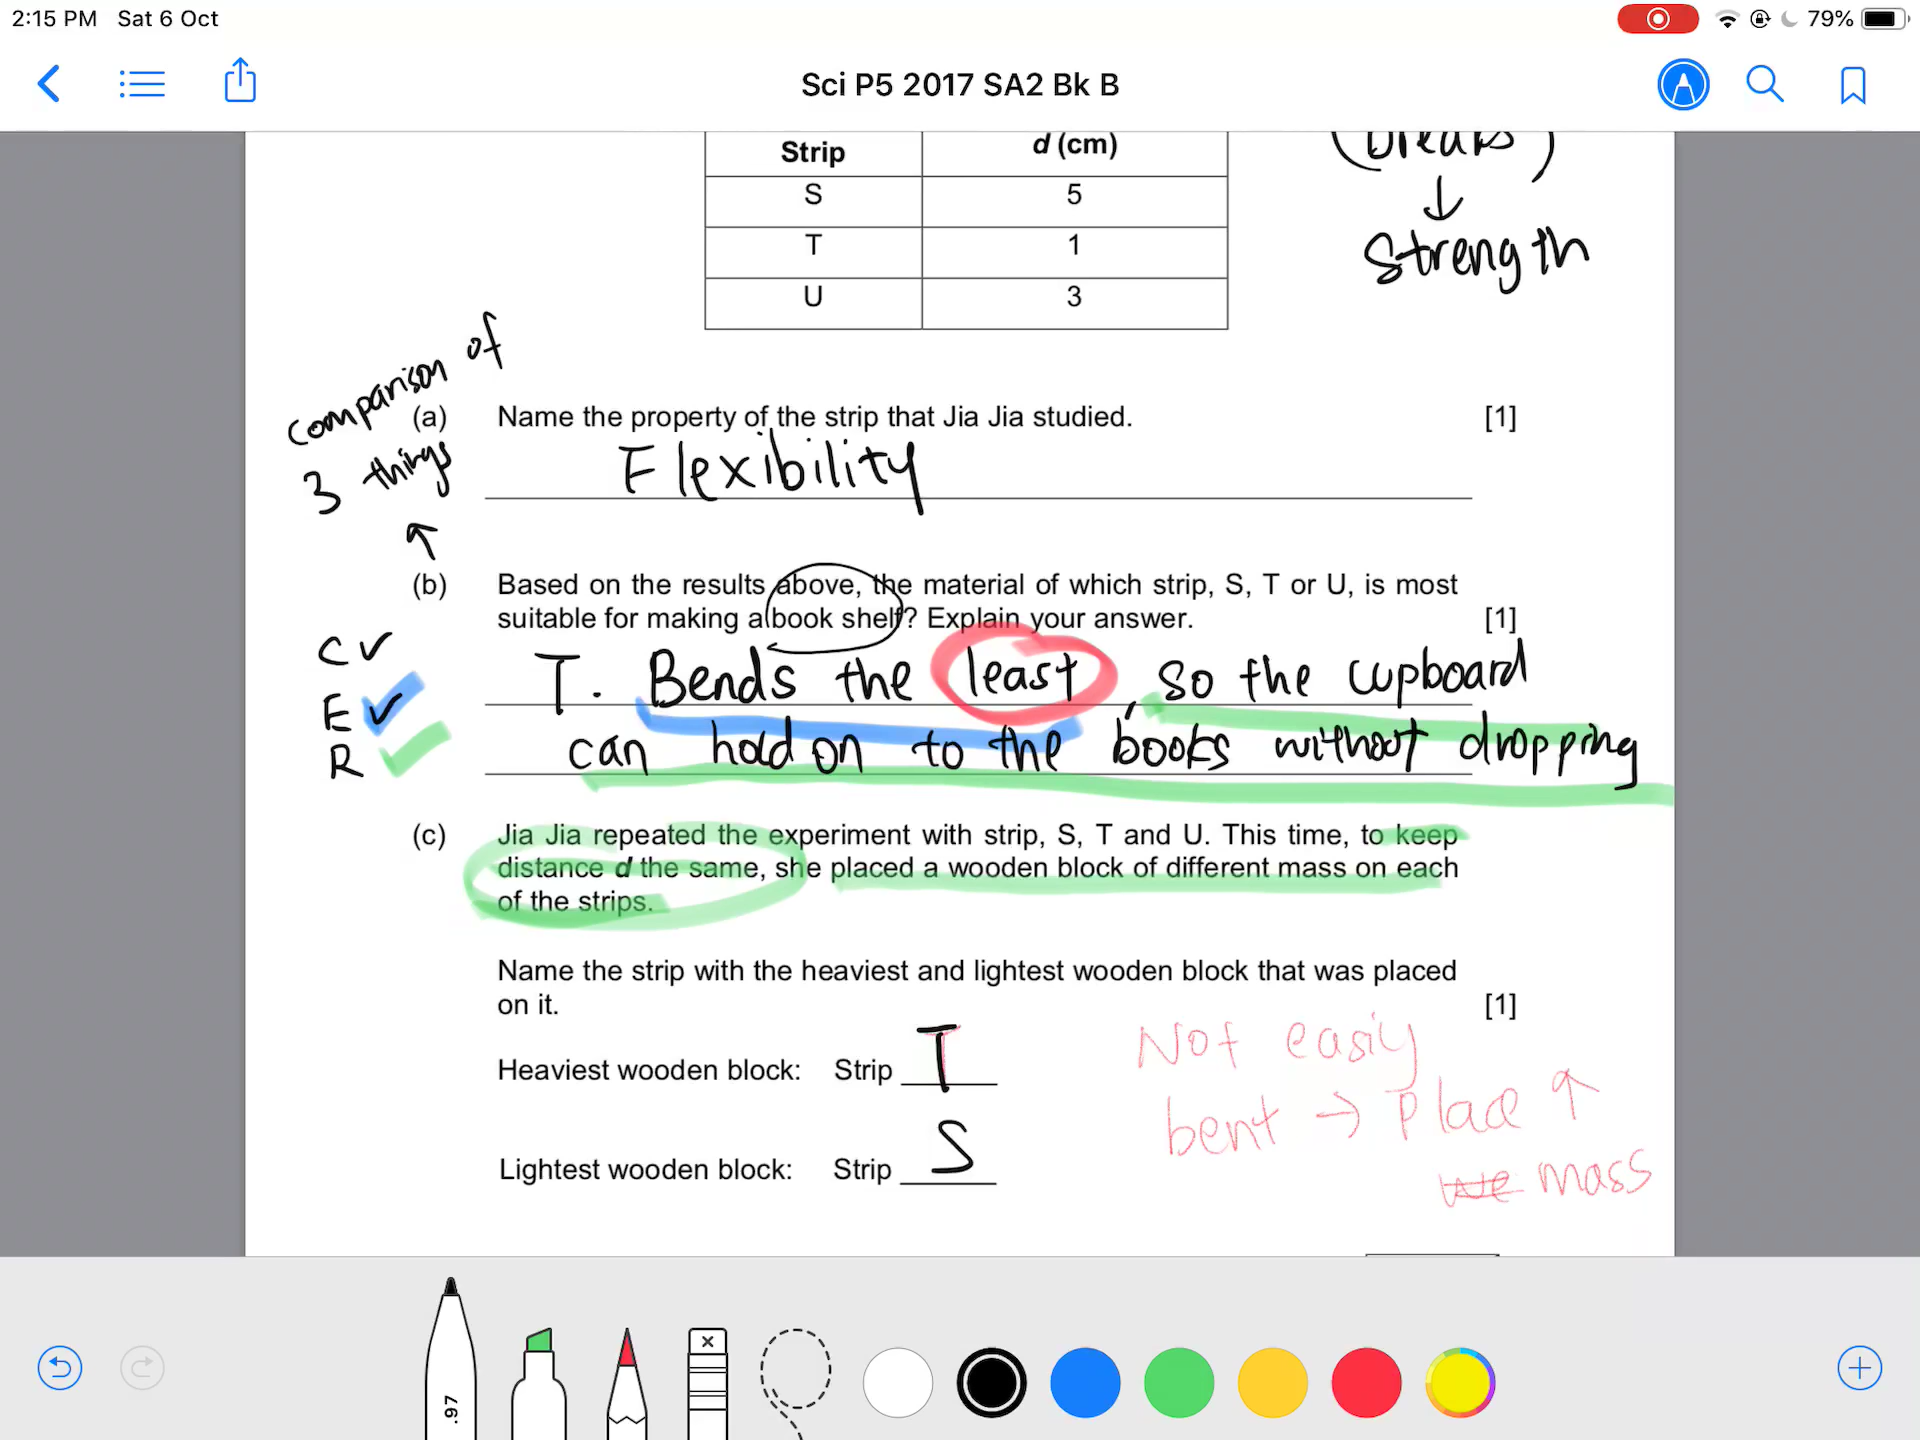 2:15 PM Sat 6 Oct
79%
Sci P5 2017 SA2 Bk B
Strip d (cm)
S 5
T 1
U 3
(breaks)
↓
Strength
comparison of
3 things
↑
(a) Name the property of the strip that Jia Jia studied. [1]
Flexibility
(b) Based on the results above, the material of which strip, S, T or U, is most
suitable for making a book shelf? Explain your answer. [1]
C ✓
E ✓
R ✓
T. Bends the least, so the cupboard
can hold on to the books without dropping
(c) Jia Jia repeated the experiment with strip, S, T and U. This time, to keep
distance d the same, she placed a wooden block of different mass on each
of the strips.
Name the strip with the heaviest and lightest wooden block that was placed
on it. [1]
Heaviest wooden block: Strip T
Lightest wooden block: Strip S
Not easily
bent → Place ↑
we mass
.97